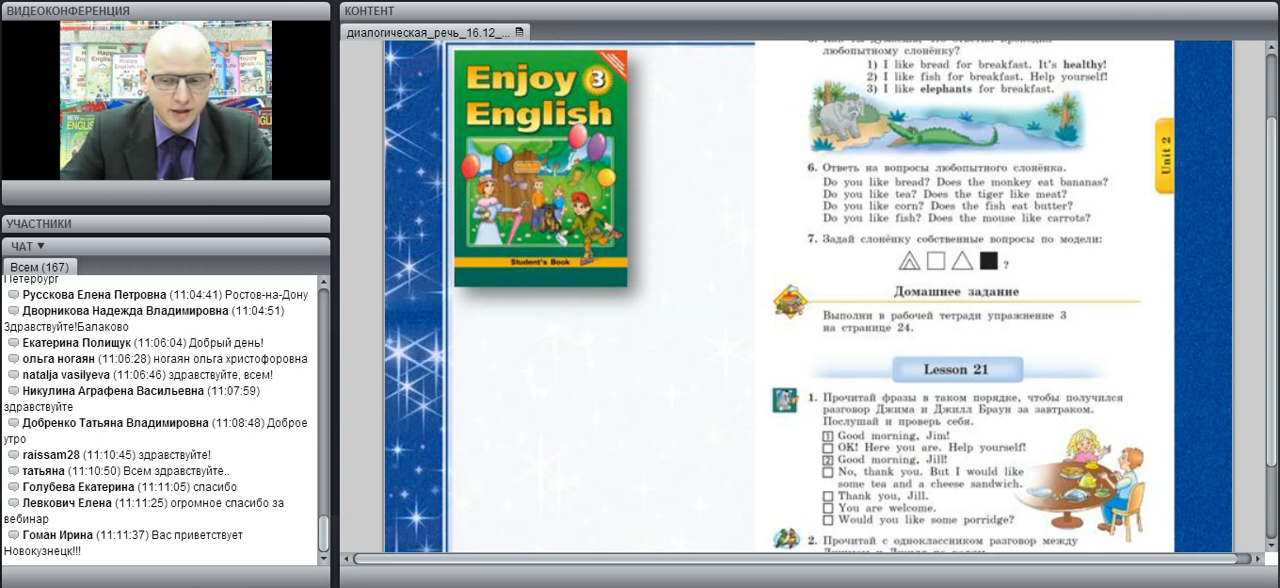 ВИДЕОКОНФЕРЕНЦИЯ
УЧАСТНИКИ
ЧАТ ▼
Всем (167)
Петербург
Русскова Елена Петровна (11:04:41) Ростов-на-Дону
Дворникова Надежда Владимировна (11:04:51)
Здравствуйте!Балаково
Екатерина Полищук (11:06:04) Добрый день!
ольга ногаян (11:06:28) ногаян ольга христофоровна
natalja vasilyeva (11:06:46) здравствуйте, всем!
Никулина Аграфена Васильевна (11:07:59)
здравствуйте
Добренко Татьяна Владимировна (11:08:48) Доброе
утро
raissam28 (11:10:45) здравствуйте!
татьяна (11:10:50) Всем здравствуйте..
Голубева Екатерина (11:11:05) спасибо
Левкович Елена (11:11:25) огромное спасибо за
вебинар
Гоман Ирина (11:11:37) Вас приветствует
Новокузнецк!!!
КОНТЕНТ
диалогическая_речь_16.12_...
Enjoy 3
English
Student's Book
любопытному слонёнку?
1) I like bread for breakfast. It's healthy!
2) I like fish for breakfast. Help yourself!
3) I like elephants for breakfast.
Unit 2
6. Ответь на вопросы любопытного слонёнка.
Do you like bread? Does the monkey eat bananas?
Do you like tea? Does the tiger like meat?
Do you like corn? Does the fish eat butter?
Do you like fish? Does the mouse like carrots?
7. Задай слонёнку собственные вопросы по модели:
?
Домашнее задание
Выполни в рабочей тетради упражнение 3
на странице 24.
Lesson 21
1. Прочитай фразы в таком порядке, чтобы получился
разговор Джима и Джилл Браун за завтраком.
Послушай и проверь себя.
1 Good morning, Jim!
OK! Here you are. Help yourself!
2 Good morning, Jill!
No, thank you. But I would like
some tea and a cheese sandwich.
Thank you, Jill.
You are welcome.
Would you like some porridge?
2. Прочитай с одноклассником разговор между